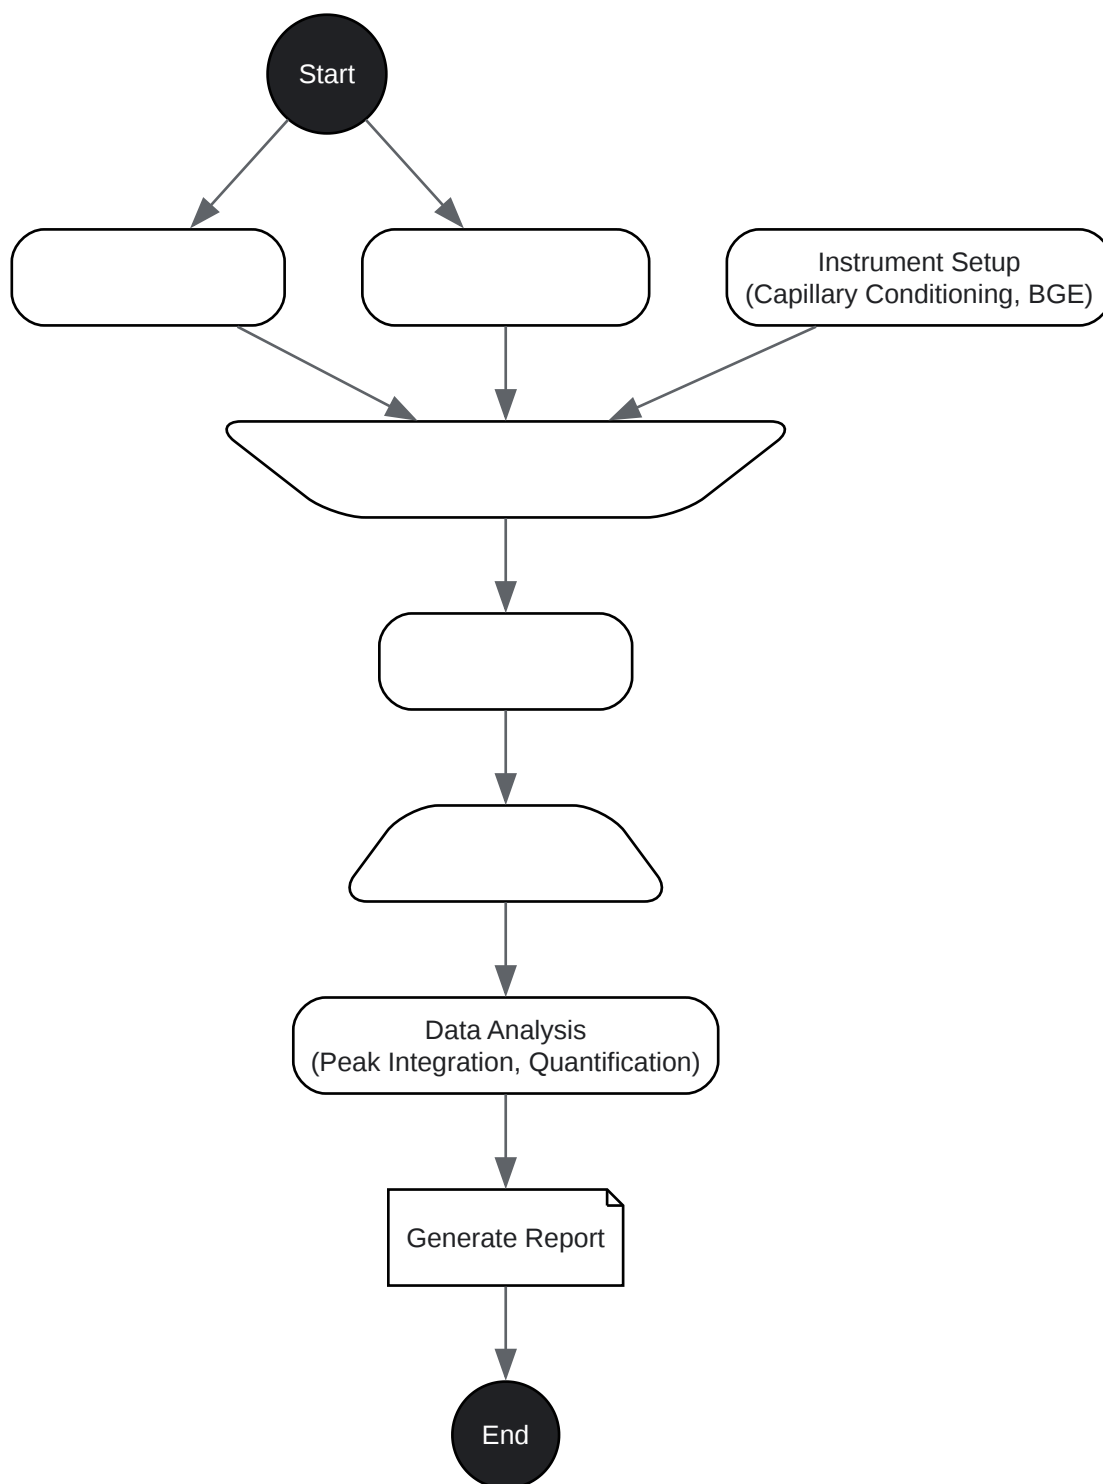 Start
Instrument Setup
(Capillary Conditioning, BGE)
Data Analysis
(Peak Integration, Quantification)
Generate Report
End